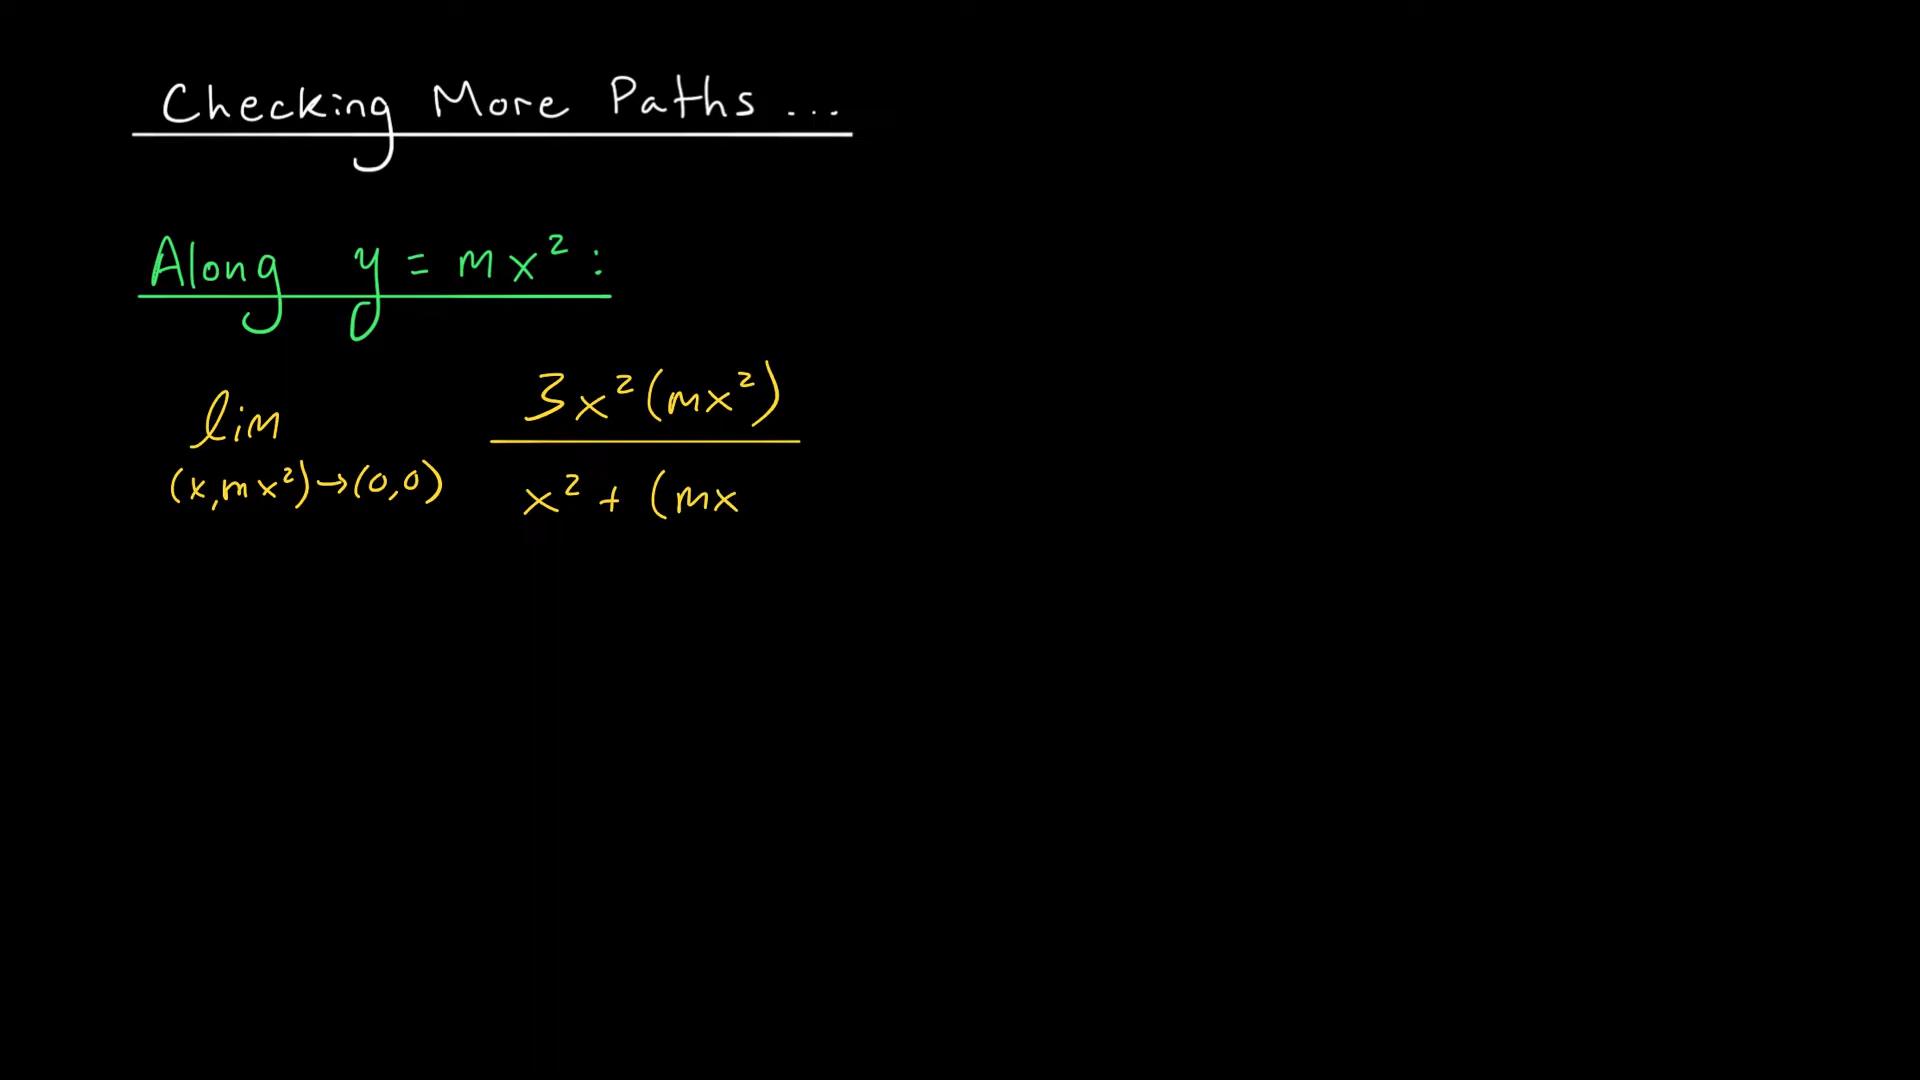 Checking More Paths ...
Along y = mx²:
lim 3x²(mx²)
(x,mx²)→(0,0) x² + (mx